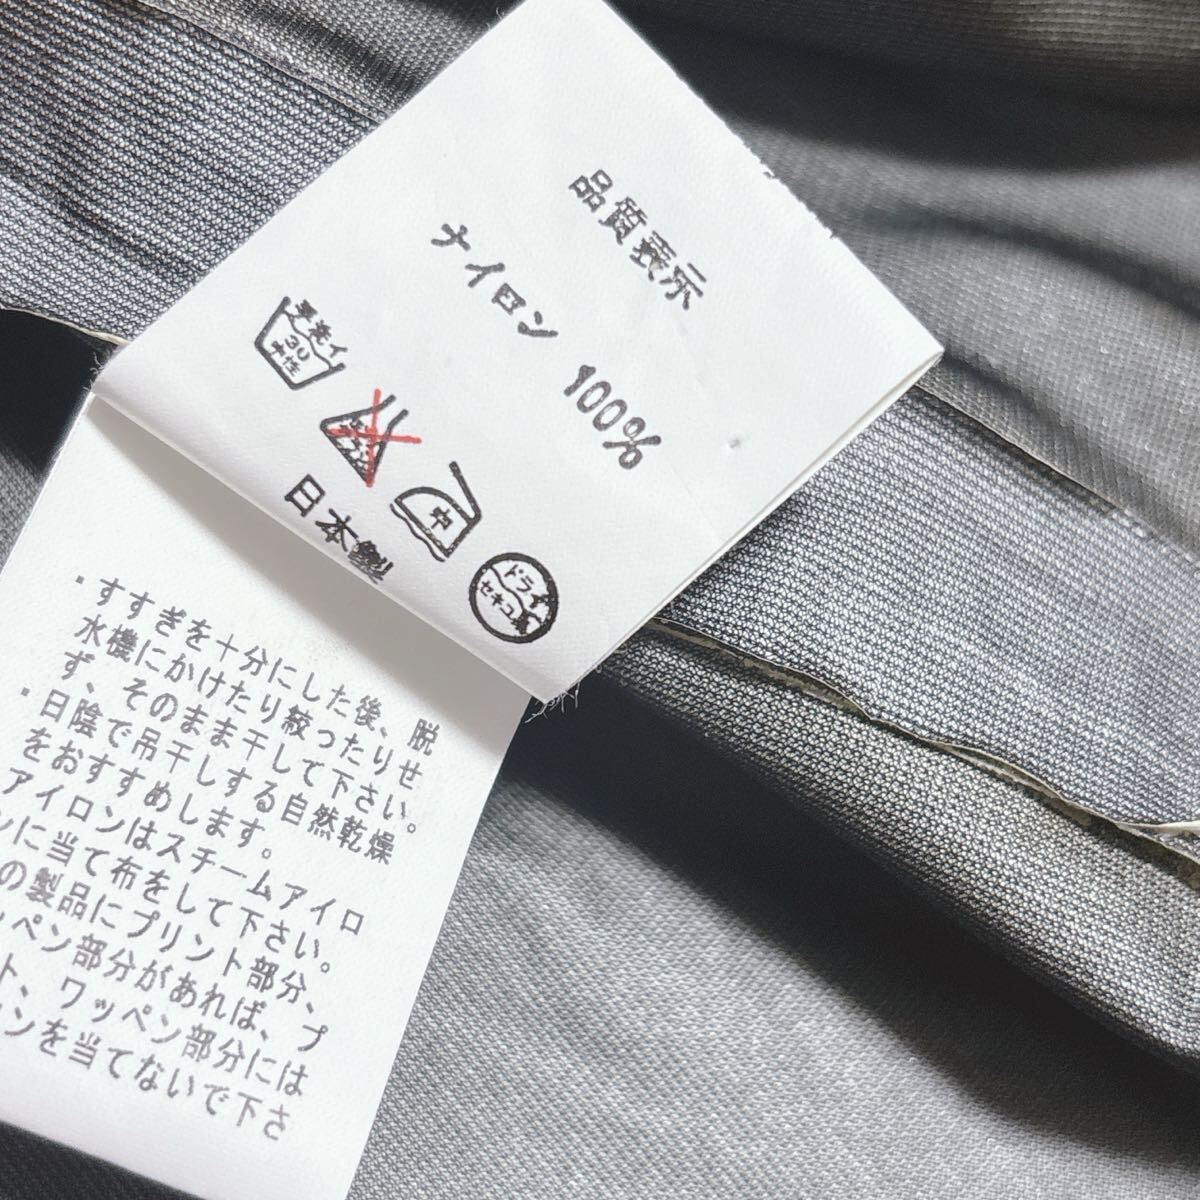 品質表示
ナイロン 100%
手洗イ
30
中性
中
ドライ
セキユ系
日本製
・すすぎを十分にした後、脱
水機にかけたり絞ったりせ
ず、そのまま干して下さい。
・日陰で吊干しする自然乾燥
をおすすめします。
アイロンはスチームアイロ
ンに当て布をして下さい。
の製品にプリント部分、
ッペン部分があれば、プ
ト、ワッペン部分には
ンを当てないで下さ